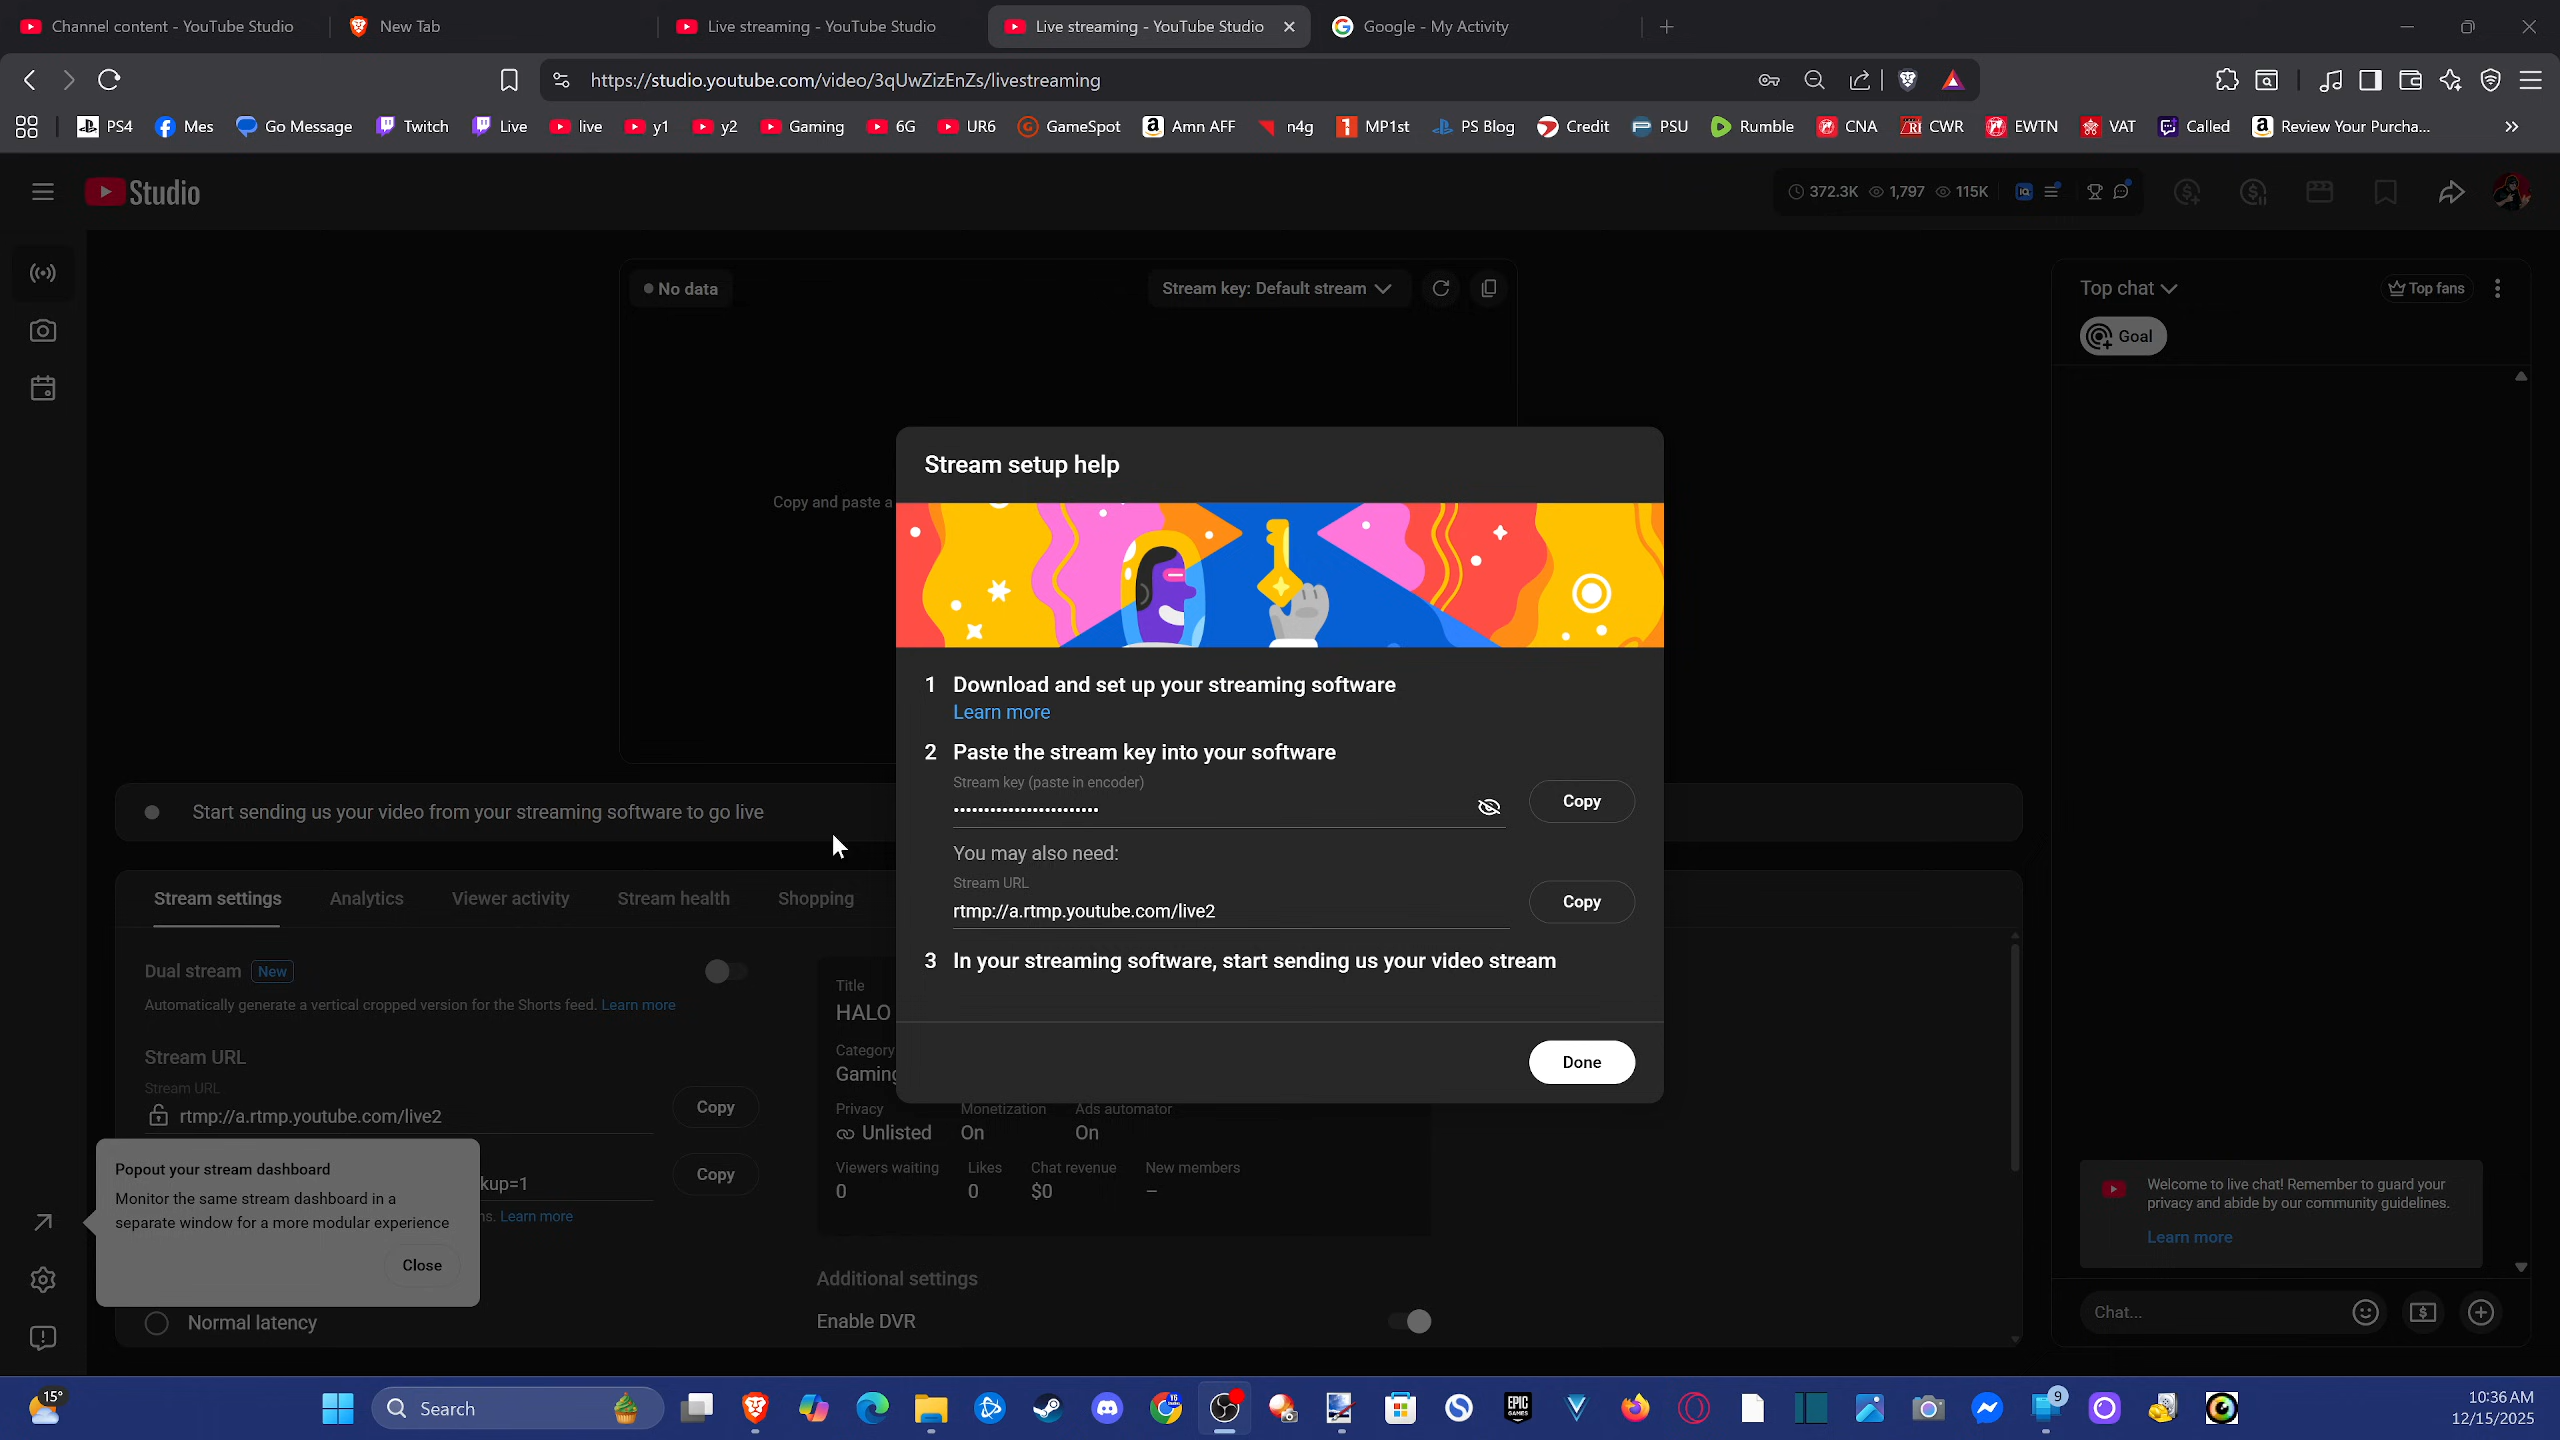 Channel content - YouTube Studio
New Tab
Live streaming - YouTube Studio
Live streaming - YouTube Studio
Google - My Activity
https://studio.youtube.com/video/3qUwZizEnZs/livestreaming
PS4
Mes
Go Message
Twitch
Live
live
y1
y2
Gaming
6G
UR6
GameSpot
Amn AFF
n4g
MP1st
PS Blog
Credit
PSU
Rumble
CNA
CWR
EWTN
VAT
Called
Review Your Purcha...
Studio
372.3K
1,797
115K
No data
Stream key: Default stream
Top chat
Top fans
Goal
Copy and paste a
Stream setup help
1 Download and set up your streaming software
Learn more
2 Paste the stream key into your software
Stream key (paste in encoder)
••••••••••••••••••••••••
Copy
You may also need:
Stream URL
rtmp://a.rtmp.youtube.com/live2
Copy
3 In your streaming software, start sending us your video stream
Done
Start sending us your video from your streaming software to go live
Stream settings
Analytics
Viewer activity
Stream health
Shopping
Dual stream
New
Automatically generate a vertical cropped version for the Shorts feed. Learn more
Stream URL
Stream URL
rtmp://a.rtmp.youtube.com/live2
Copy
kup=1
Copy
ns. Learn more
Popout your stream dashboard
Monitor the same stream dashboard in a
separate window for a more modular experience
Close
Normal latency
Title
HALO
Category
Gaming
Privacy
Monetization
Ads automator
Unlisted
On
On
Viewers waiting
Likes
Chat revenue
New members
0
0
$0
–
Additional settings
Enable DVR
Welcome to live chat! Remember to guard your
privacy and abide by our community guidelines.
Learn more
Chat...
15°
Search
EPIC
GAMES
9
10:36 AM
12/15/2025